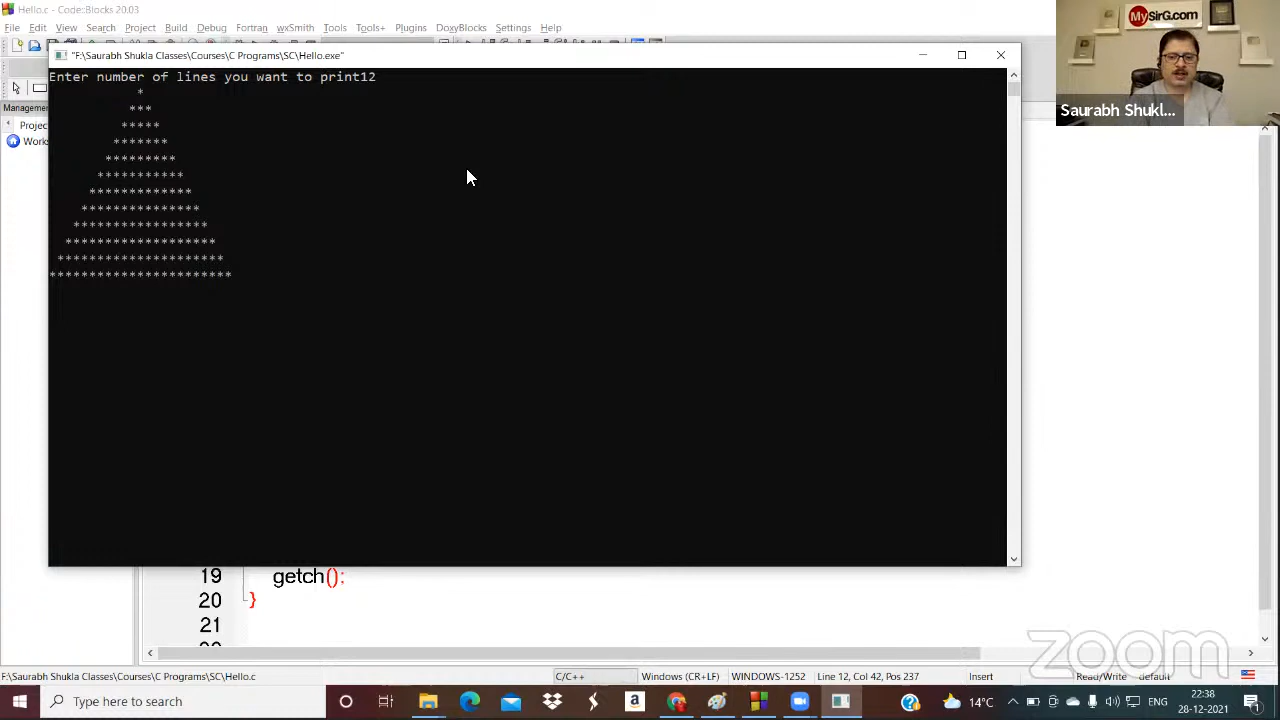 Hello.c - Code::Blocks 20.03
File Edit View Search Project Build Debug Fortran wxSmith Tools Tools+ Plugins DoxyBlocks Settings Help
"F:\Saurabh Shukla Classes\Courses\C Programs\SC\Hello.exe"
Enter number of lines you want to print12
*
***
*****
*******
*********
***********
*************
***************
*****************
*******************
*********************
***********************
Management
Projec
Works
MySirG.com
Saurabh Shukl...
19 getch();
20 }
21
zoom
F:\Saurabh Shukla Classes\Courses\C Programs\SC\Hello.c C/C++ Windows (CR+LF) WINDOWS-1252 Line 12, Col 42, Pos 237 Insert Read/Write default
Type here to search
14°C ENG 22:38
28-12-2021